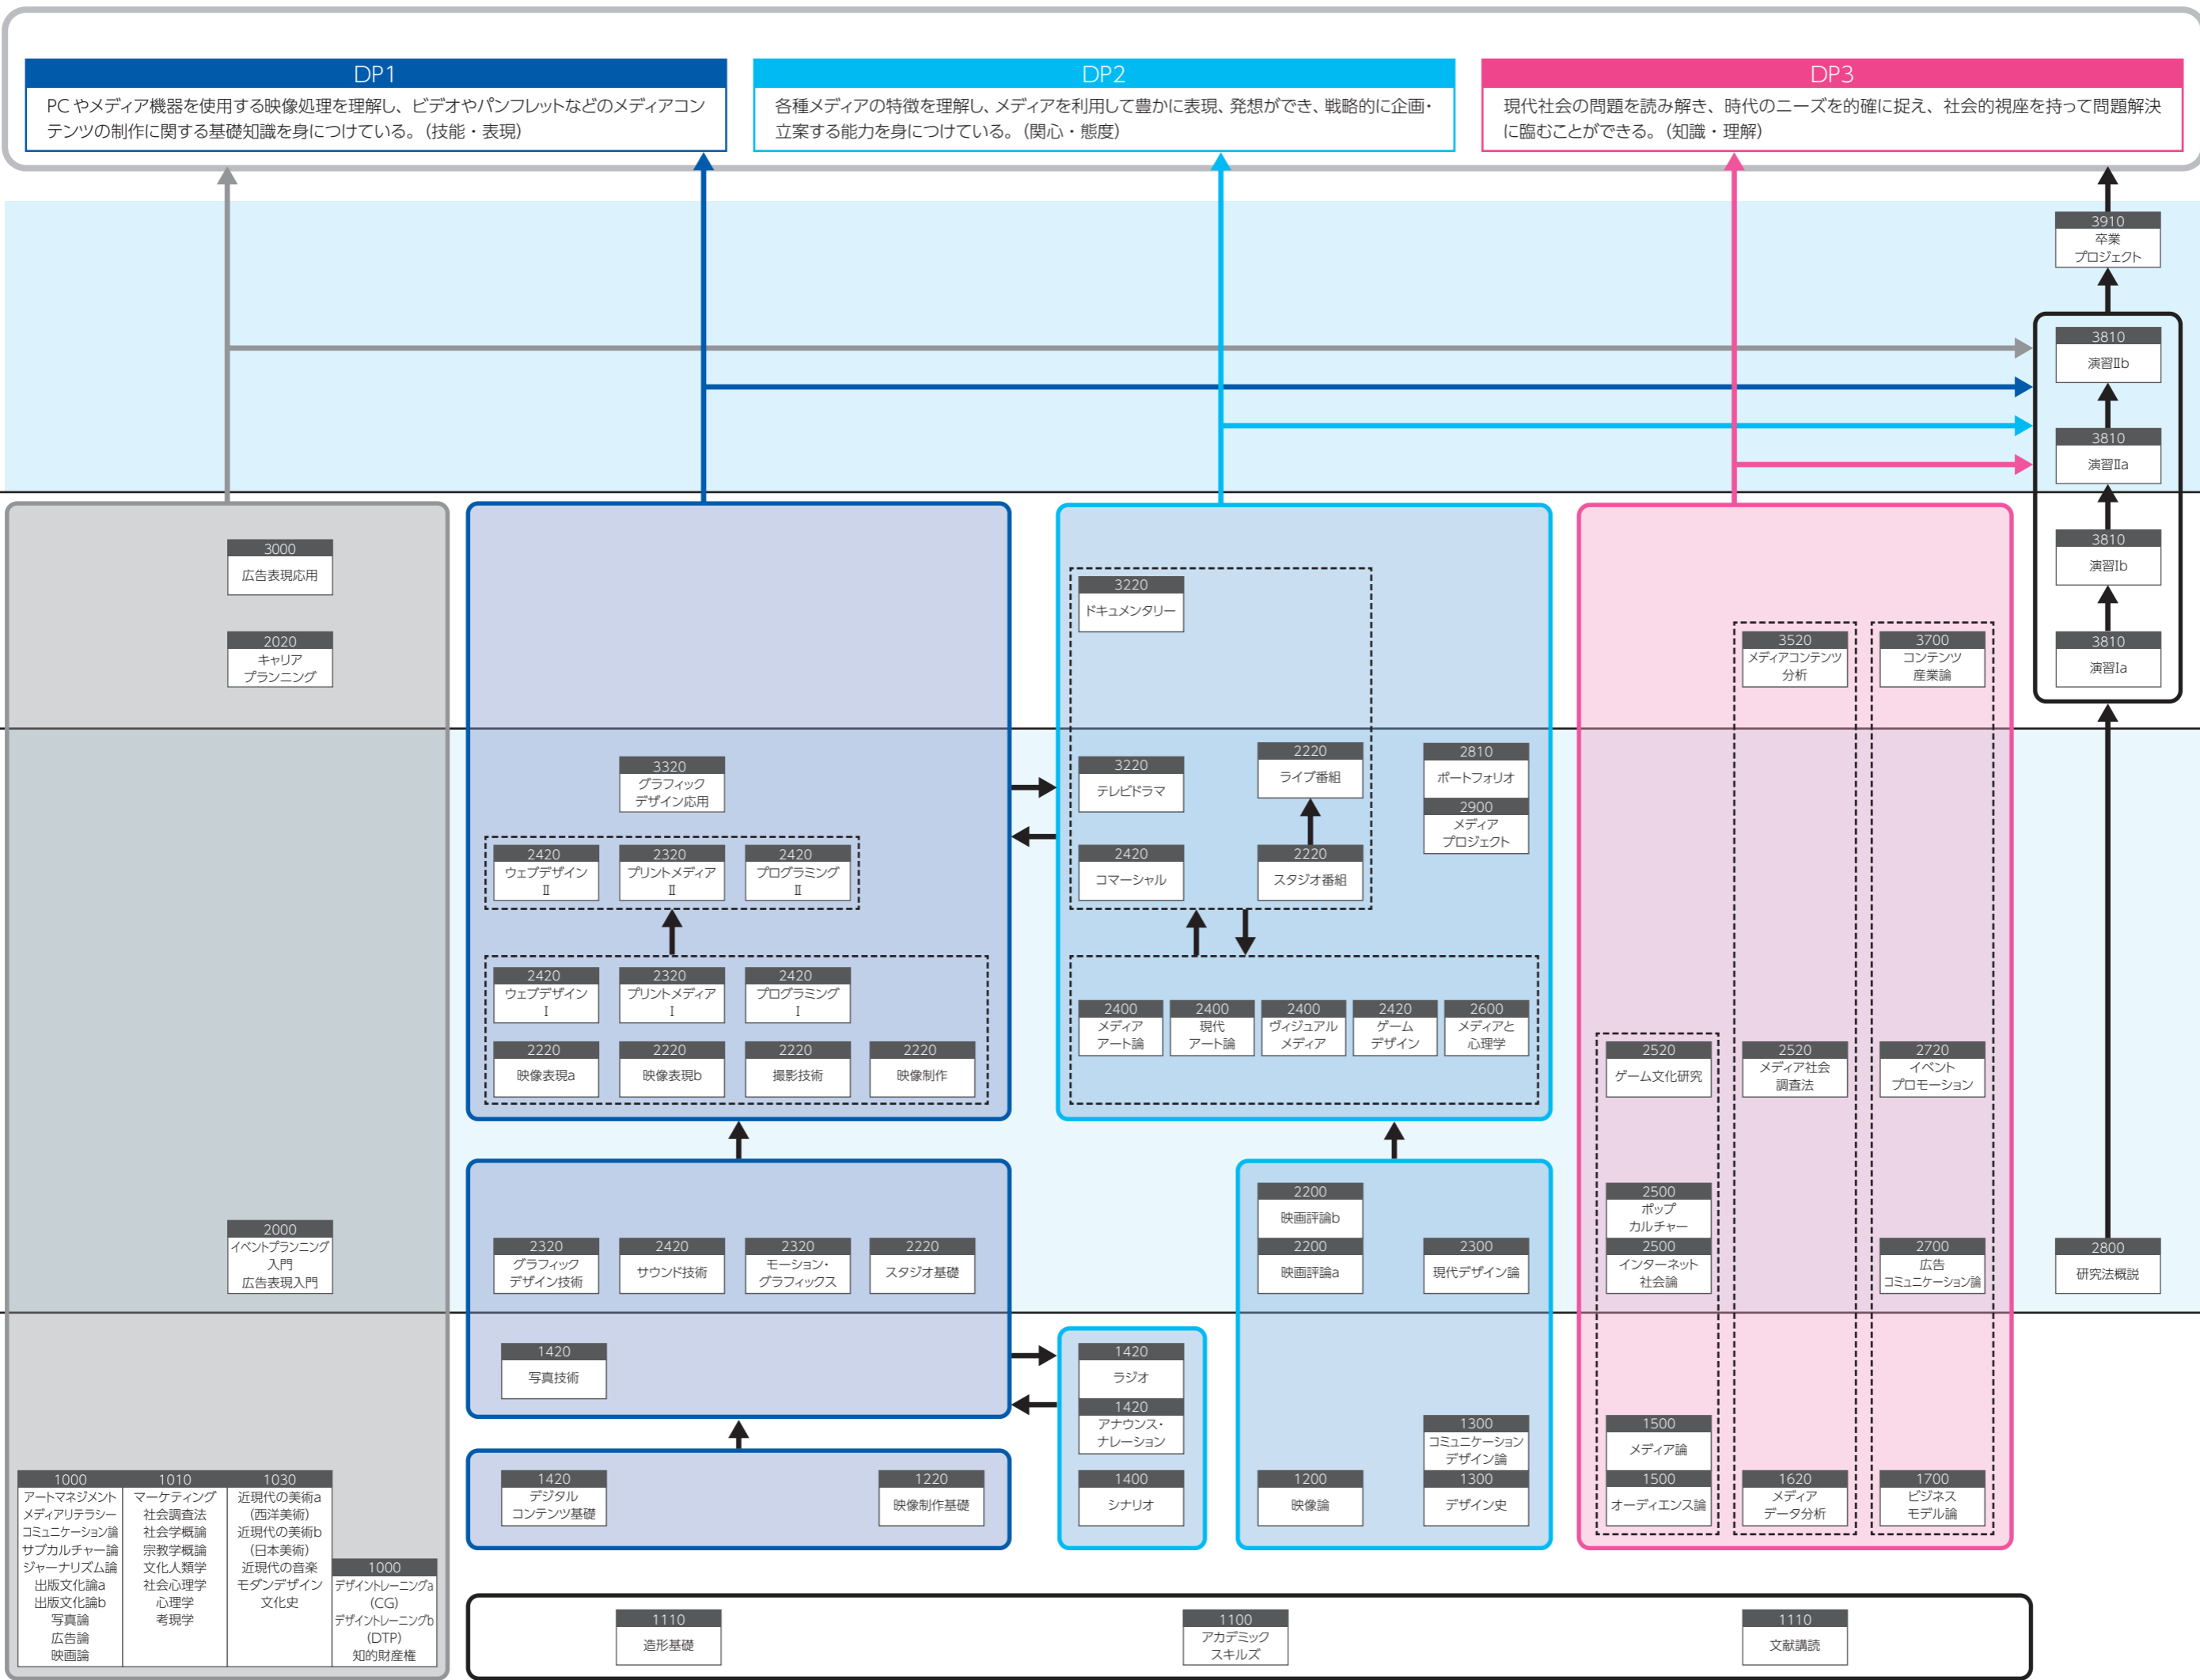 DP1
PCやメディア機器を使用する映像処理を理解し、ビデオやパンフレットなどのメディアコン
テンツの制作に関する基礎知識を身につけている。(技能・表現)
DP2
各種メディアの特徴を理解し、メディアを利用して豊かに表現、発想ができ、戦略的に企画・
立案する能力を身につけている。(関心・態度)
DP3
現代社会の問題を読み解き、時代のニーズを的確に捉え、社会的視座を持って問題解決
に臨むことができる。(知識・理解)
3910
卒業
プロジェクト
3810
演習Ⅱb
3810
演習Ⅱa
3810
演習Ⅰb
3810
演習Ⅰa
3000
広告表現応用
2020
キャリア
プランニング
3220
ドキュメンタリー
3520
メディアコンテンツ
分析
3700
コンテンツ
産業論
3320
グラフィック
デザイン応用
3220
テレビドラマ
2220
ライブ番組
2810
ポートフォリオ
2900
メディア
プロジェクト
2420
ウェブデザイン
Ⅱ
2320
プリントメディア
Ⅱ
2420
プログラミング
Ⅱ
2420
コマーシャル
2220
スタジオ番組
2420
ウェブデザイン
Ⅰ
2320
プリントメディア
Ⅰ
2420
プログラミング
Ⅰ
2220
映像表現a
2220
映像表現b
2220
撮影技術
2220
映像制作
2400
メディア
アート論
2400
現代
アート論
2400
ヴィジュアル
メディア
2420
ゲーム
デザイン
2600
メディアと
心理学
2520
ゲーム文化研究
2520
メディア社会
調査法
2720
イベント
プロモーション
2000
イベントプランニング
入門
広告表現入門
2320
グラフィック
デザイン技術
2420
サウンド技術
2320
モーション・
グラフィックス
2220
スタジオ基礎
2200
映画評論b
2200
映画評論a
2300
現代デザイン論
2500
ポップ
カルチャー
2500
インターネット
社会論
2700
広告
コミュニケーション論
2800
研究法概説
1420
写真技術
1420
ラジオ
1420
アナウンス・
ナレーション
1400
シナリオ
1300
コミュニケーション
デザイン論
1300
デザイン史
1200
映像論
1500
メディア論
1500
オーディエンス論
1620
メディア
データ分析
1700
ビジネス
モデル論
1420
デジタル
コンテンツ基礎
1220
映像制作基礎
1000
アートマネジメント
メディアリテラシー
コミュニケーション論
サブカルチャー論
ジャーナリズム論
出版文化論a
出版文化論b
写真論
広告論
映画論
1010
マーケティング
社会調査法
社会学概論
宗教学概論
文化人類学
社会心理学
心理学
考現学
1030
近現代の美術a
(西洋美術)
近現代の美術b
(日本美術)
近現代の音楽
モダンデザイン
文化史
1000
デザイントレーニングa
(CG)
デザイントレーニングb
(DTP)
知的財産権
1110
造形基礎
1100
アカデミック
スキルズ
1110
文献講読